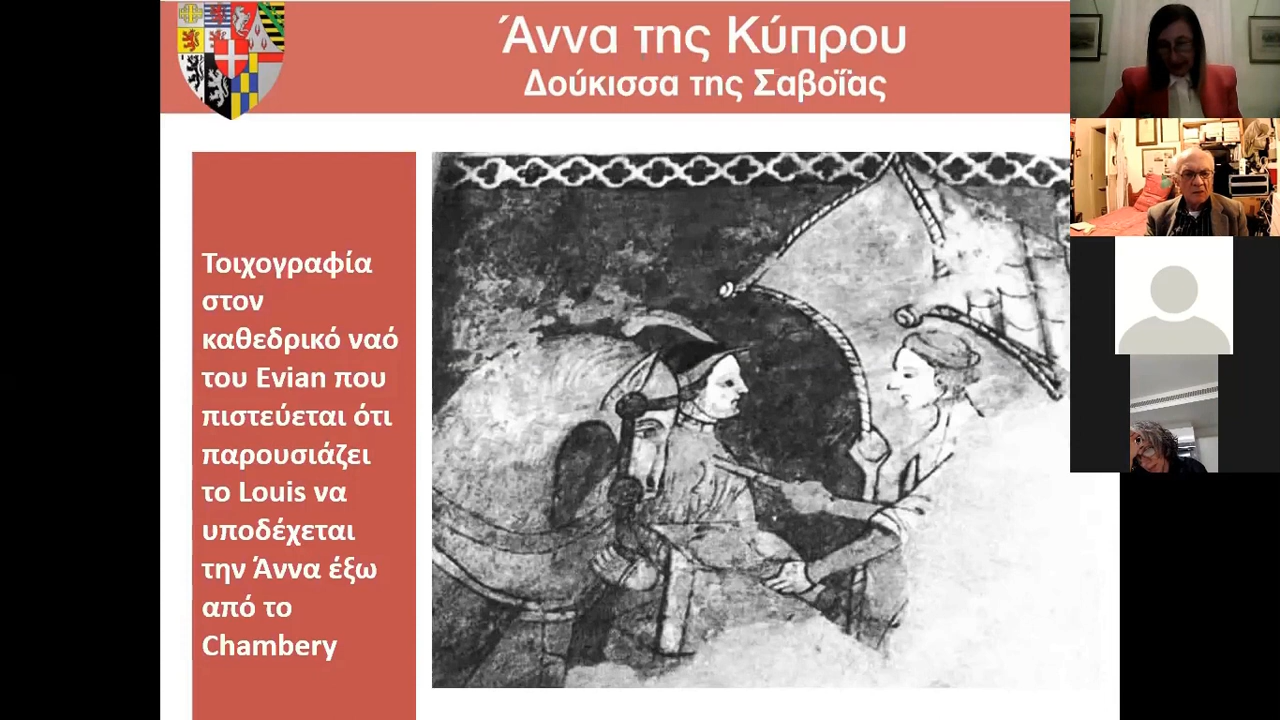 Άννα της Κύπρου
Δούκισσα της Σαβοΐας
Τοιχογραφία
στον
καθεδρικό ναό
του Evian που
πιστεύεται ότι
παρουσιάζει
το Louis να
υποδέχεται
την Άννα έξω
από το
Chambery